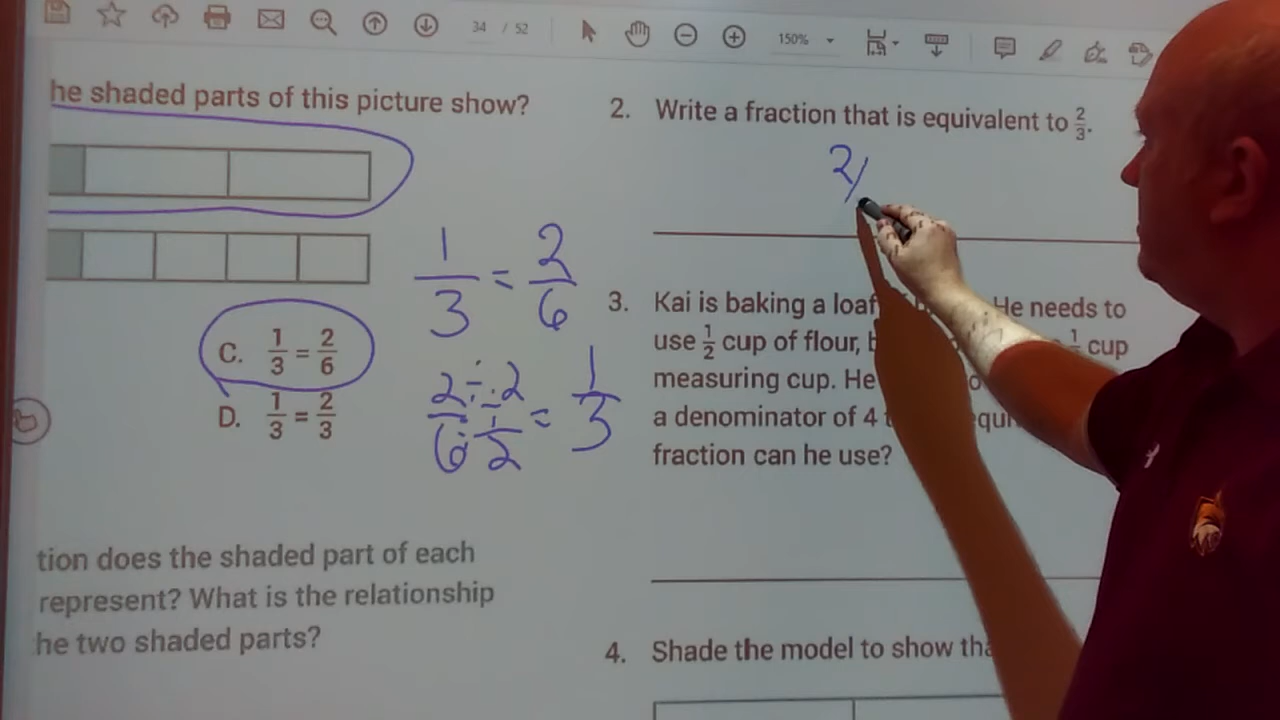 34 / 52
150%
he shaded parts of this picture show?
1/3 = 2/6
C. 1/3 = 2/6
D. 1/3 = 2/3
2 ÷ 2
6 ÷ 2 = 1/3
tion does the shaded part of each
represent? What is the relationship
he two shaded parts?
2. Write a fraction that is equivalent to 2/3.
2/
3. Kai is baking a loaf He needs to
use 1/2 cup of flour, cup
measuring cup. He
a denominator of 4
fraction can he use?
4. Shade the model to show